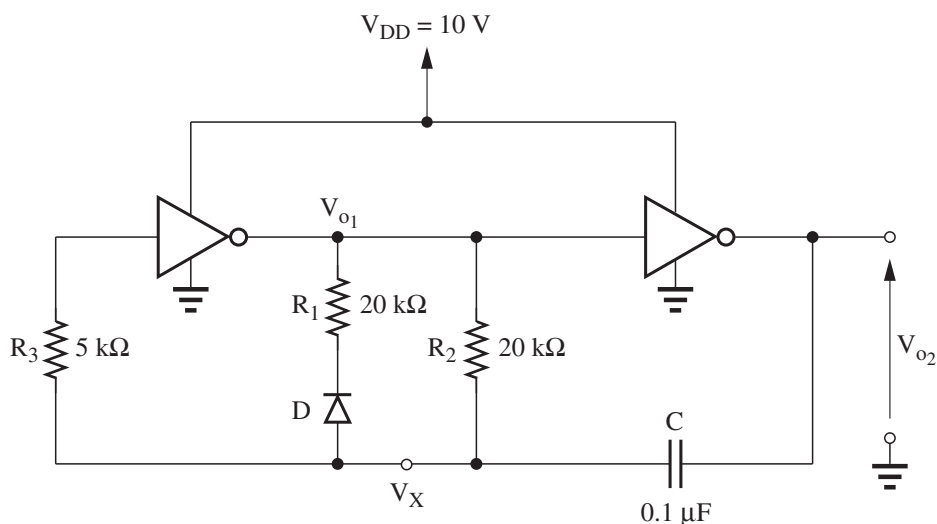 V_DD = 10 V
V_o1
R_1 20 kΩ
R_3 5 kΩ
R_2 20 kΩ
V_o2
D
C
V_X
0.1 μF